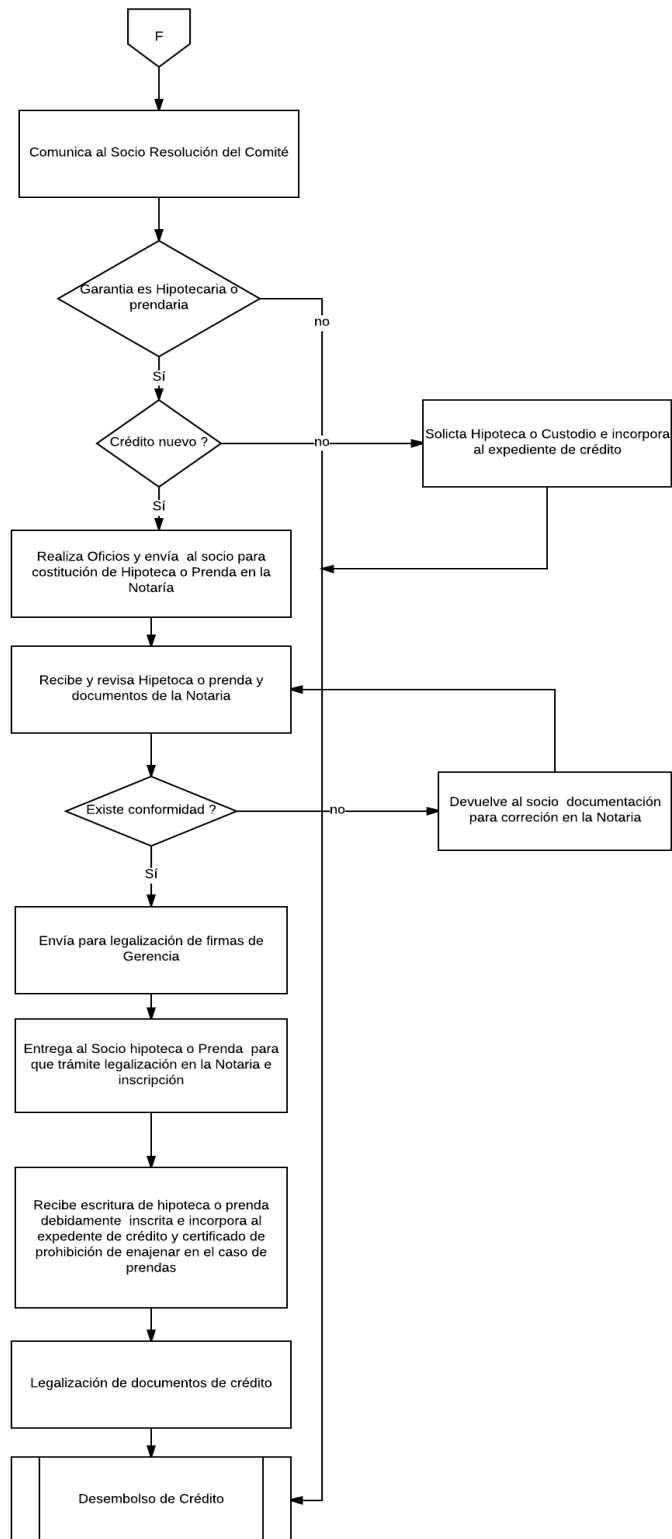 F
Comunica al Socio Resolución del Comité
Garantia es Hipotecaria o
prendaria
no
Sí
Crédito nuevo ?
no
Solicta Hipoteca o Custodio e incorpora
al expediente de crédito
Sí
Realiza Oficios y envía al socio para
costitución de Hipoteca o Prenda en la
Notaría
Recibe y revisa Hipetoca o prenda y
documentos de la Notaria
Existe conformidad ?
no
Devuelve al socio documentación
para correción en la Notaria
Sí
Envía para legalización de firmas de
Gerencia
Entrega al Socio hipoteca o Prenda para
que trámite legalización en la Notaria e
inscripción
Recibe escritura de hipoteca o prenda
debidamente inscrita e incorpora al
expedente de crédito y certificado de
prohibición de enajenar en el caso de
prendas
Legalización de documentos de crédito
Desembolso de Crédito